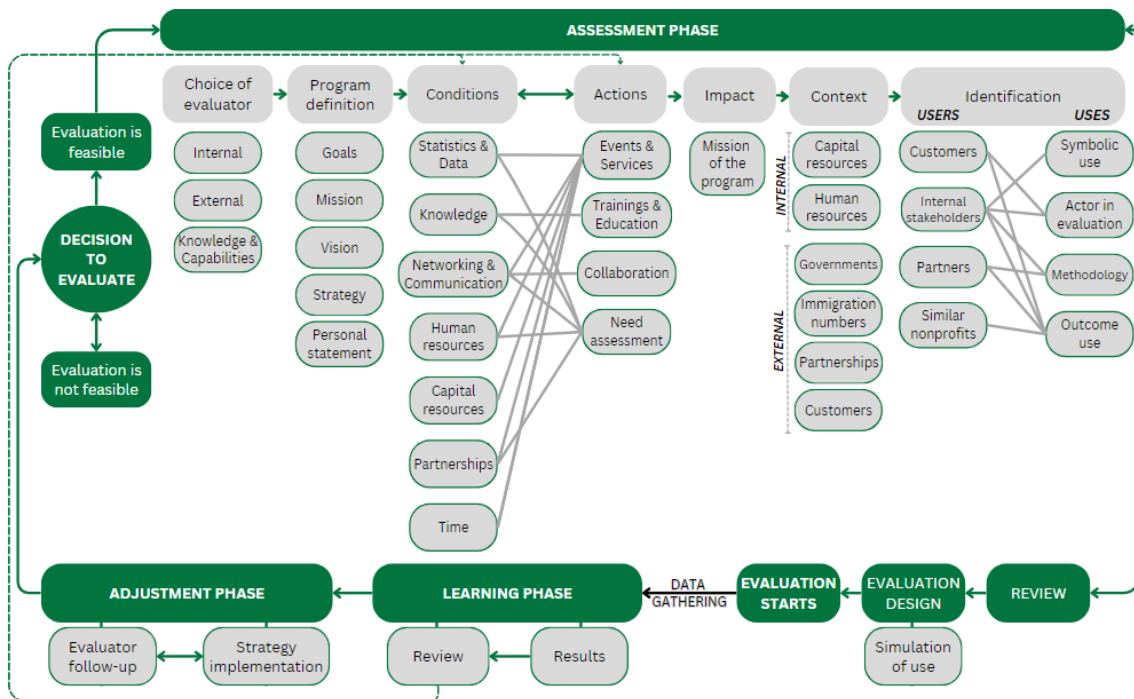 ASSESSMENT PHASE
Choice of
evaluator
Program
definition
Conditions
Actions
Impact
Context
Identification
USERS
USES
Evaluation is
feasible
DECISION
TO
EVALUATE
Evaluation is
not feasible
Internal
External
Knowledge &
Capabilities
Goals
Mission
Vision
Strategy
Personal
statement
Statistics &
Data
Knowledge
Networking &
Communication
Human
resources
Capital
resources
Partnerships
Time
Events &
Services
Trainings &
Education
Collaboration
Need
assessment
Mission
of the
program
INTERNAL
Capital
resources
Human
resources
EXTERNAL
Governments
Immigration
numbers
Partnerships
Customers
Customers
Internal
stakeholders
Partners
Similar
nonprofits
Symbolic
use
Actor in
evaluation
Methodology
Outcome
use
ADJUSTMENT PHASE
Evaluator
follow-up
Strategy
implementation
LEARNING PHASE
Review
Results
DATA
GATHERING
EVALUATION
STARTS
EVALUATION
DESIGN
Simulation
of use
REVIEW